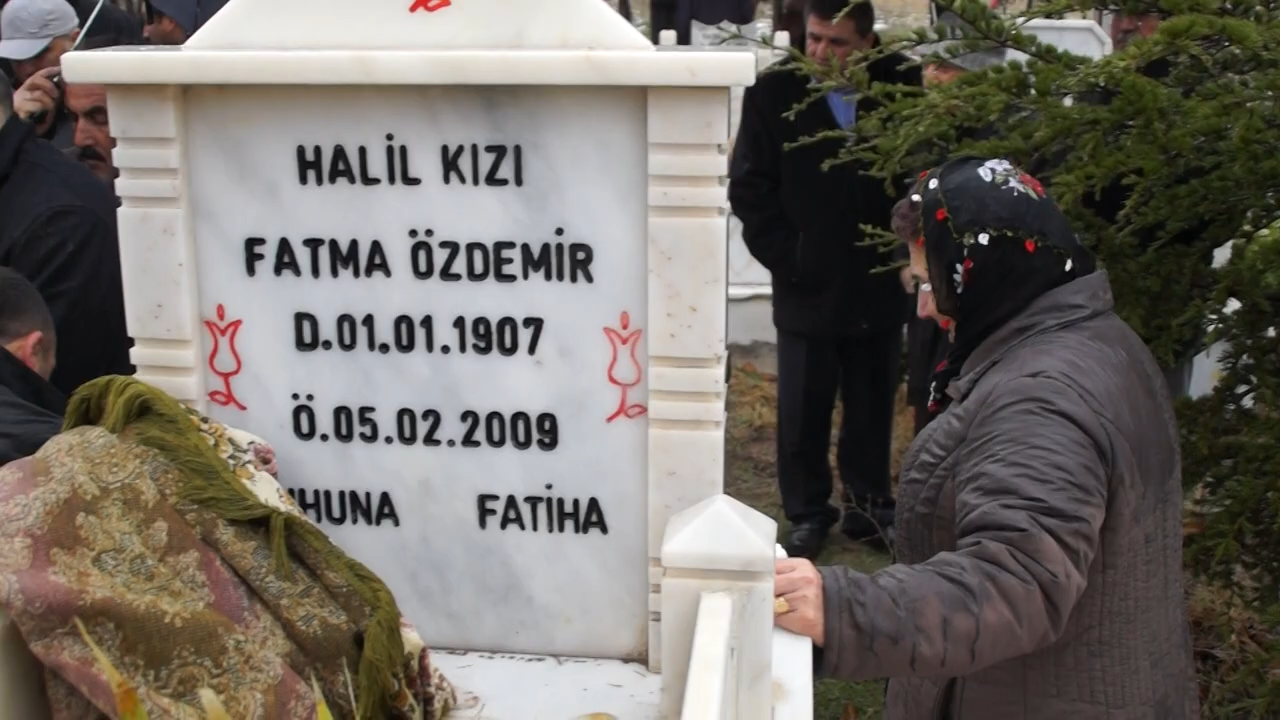 HALİL KIZI
FATMA ÖZDEMİR
D.01.01.1907
Ö.05.02.2009
FATİHA